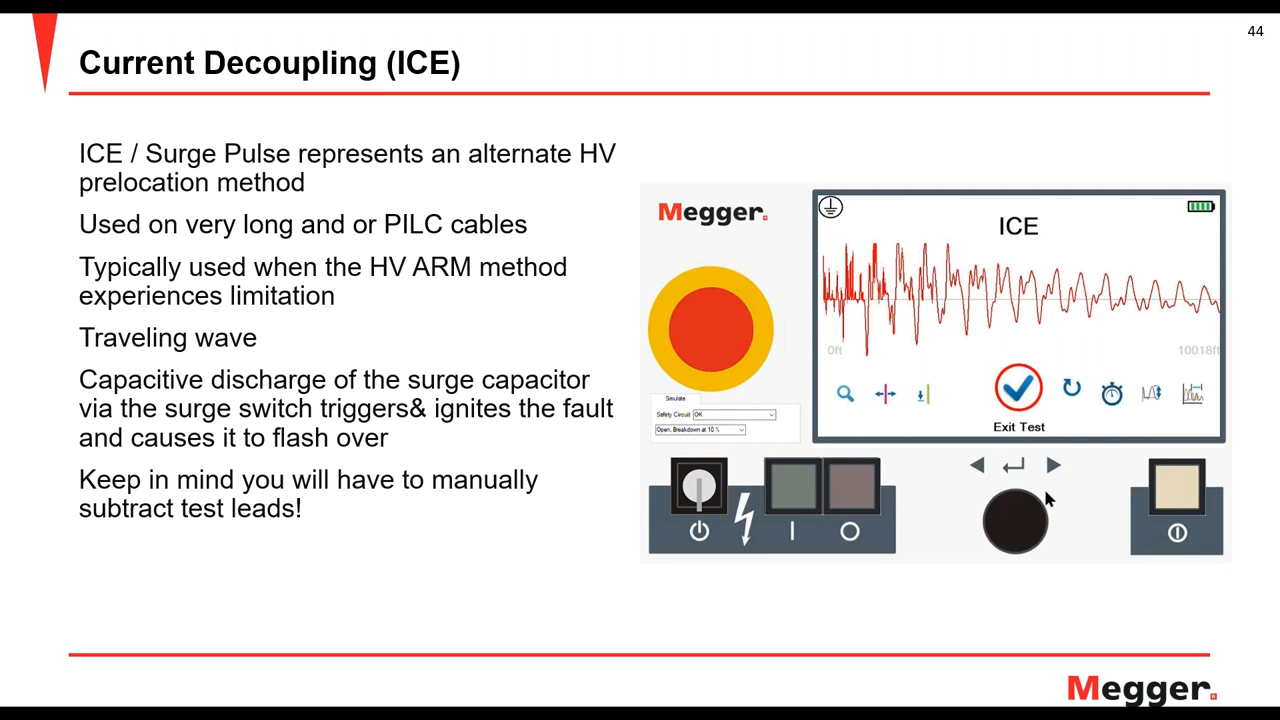 44
Current Decoupling (ICE)
ICE / Surge Pulse represents an alternate HV
prelocation method
Used on very long and or PILC cables
Typically used when the HV ARM method
experiences limitation
Traveling wave
Capacitive discharge of the surge capacitor
via the surge switch triggers& ignites the fault
and causes it to flash over
Keep in mind you will have to manually
subtract test leads!
Megger.
ICE
0ft
10018ft
Simulate
Safety Circuit OK
Open, Breakdown at 10 %
Exit Test
Megger.